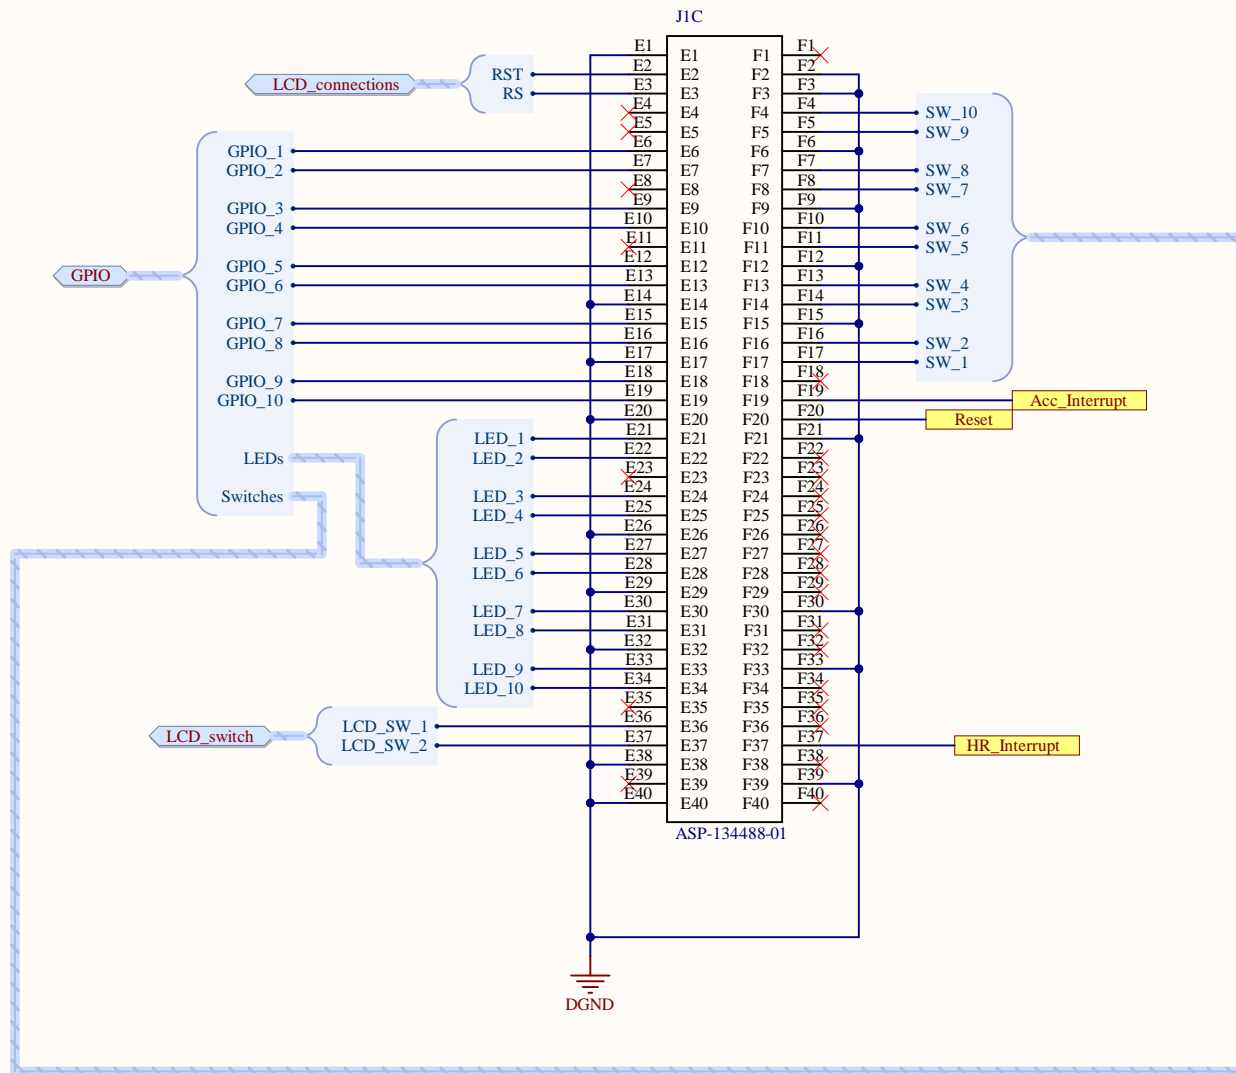 J1C
LCD_connections
RST
RS
GPIO
GPIO_1
GPIO_2
GPIO_3
GPIO_4
GPIO_5
GPIO_6
GPIO_7
GPIO_8
GPIO_9
GPIO_10
LEDs
Switches
LED_1
LED_2
LED_3
LED_4
LED_5
LED_6
LED_7
LED_8
LED_9
LED_10
LCD_switch
LCD_SW_1
LCD_SW_2
E1 E1 F1 F1
E2 E2 F2 F2
E3 E3 F3 F3
E4 E4 F4 F4
E5 E5 F5 F5
E6 E6 F6 F6
E7 E7 F7 F7
E8 E8 F8 F8
E9 E9 F9 F9
E10 E10 F10 F10
E11 E11 F11 F11
E12 E12 F12 F12
E13 E13 F13 F13
E14 E14 F14 F14
E15 E15 F15 F15
E16 E16 F16 F16
E17 E17 F17 F17
E18 E18 F18 F18
E19 E19 F19 F19
E20 E20 F20 F20
E21 E21 F21 F21
E22 E22 F22 F22
E23 E23 F23 F23
E24 E24 F24 F24
E25 E25 F25 F25
E26 E26 F26 F26
E27 E27 F27 F27
E28 E28 F28 F28
E29 E29 F29 F29
E30 E30 F30 F30
E31 E31 F31 F31
E32 E32 F32 F32
E33 E33 F33 F33
E34 E34 F34 F34
E35 E35 F35 F35
E36 E36 F36 F36
E37 E37 F37 F37
E38 E38 F38 F38
E39 E39 F39 F39
E40 E40 F40 F40
ASP-134488-01
SW_10
SW_9
SW_8
SW_7
SW_6
SW_5
SW_4
SW_3
SW_2
SW_1
Acc_Interrupt
Reset
HR_Interrupt
DGND